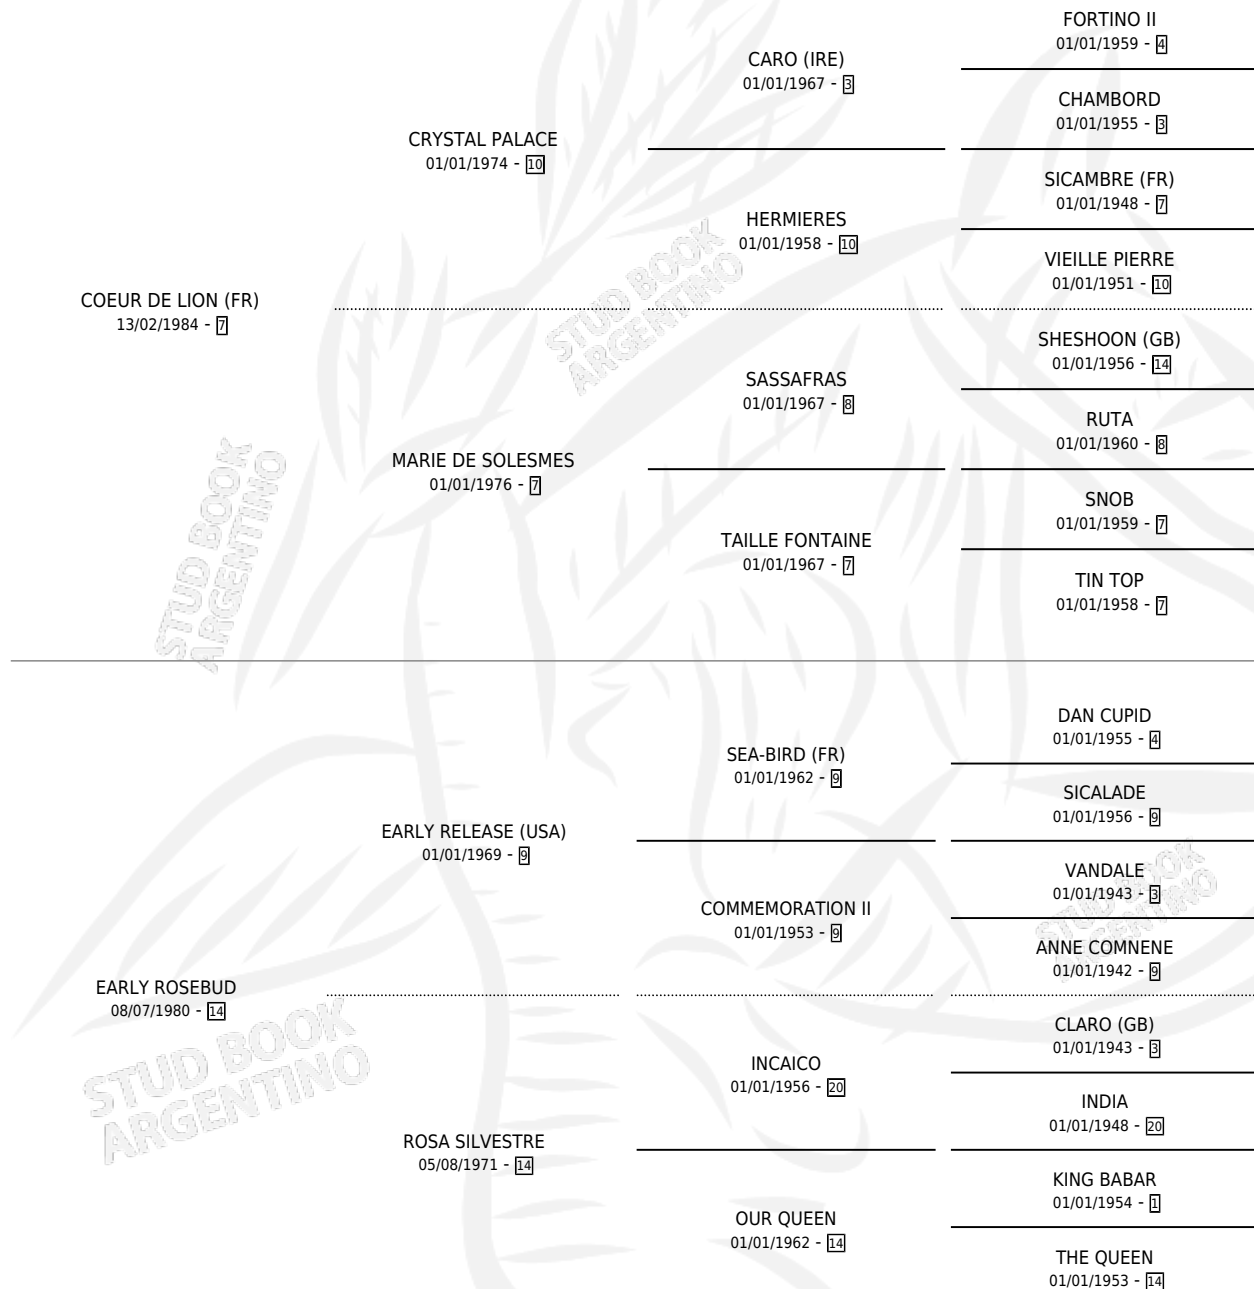 FORTINO II
01/01/1959 - 4
CARO (IRE)
01/01/1967 - 3
CHAMBORD
01/01/1955 - 3
CRYSTAL PALACE
01/01/1974 - 10
SICAMBRE (FR)
01/01/1948 - 7
HERMIERES
01/01/1958 - 10
VIEILLE PIERRE
01/01/1951 - 10
COEUR DE LION (FR)
13/02/1984 - 7
STUD BOOK
ARGENTINO
SHESHOON (GB)
01/01/1956 - 14
SASSAFRAS
01/01/1967 - 8
RUTA
01/01/1960 - 8
MARIE DE SOLESMES
01/01/1976 - 7
SNOB
01/01/1959 - 7
TAILLE FONTAINE
01/01/1967 - 7
TIN TOP
01/01/1958 - 7
STUD BOOK
ARGENTINO
DAN CUPID
01/01/1955 - 4
SEA-BIRD (FR)
01/01/1962 - 9
SICALADE
01/01/1956 - 9
EARLY RELEASE (USA)
01/01/1969 - 9
VANDALE
01/01/1943 - 3
COMMEMORATION II
01/01/1953 - 9
ANNE COMNENE
01/01/1942 - 9
STUD BOOK
ARGENTINO
EARLY ROSEBUD
08/07/1980 - 14
CLARO (GB)
01/01/1943 - 3
INCAICO
01/01/1956 - 20
INDIA
01/01/1948 - 20
ROSA SILVESTRE
05/08/1971 - 14
KING BABAR
01/01/1954 - 1
OUR QUEEN
01/01/1962 - 14
THE QUEEN
01/01/1953 - 14
STUD BOOK
ARGENTINO